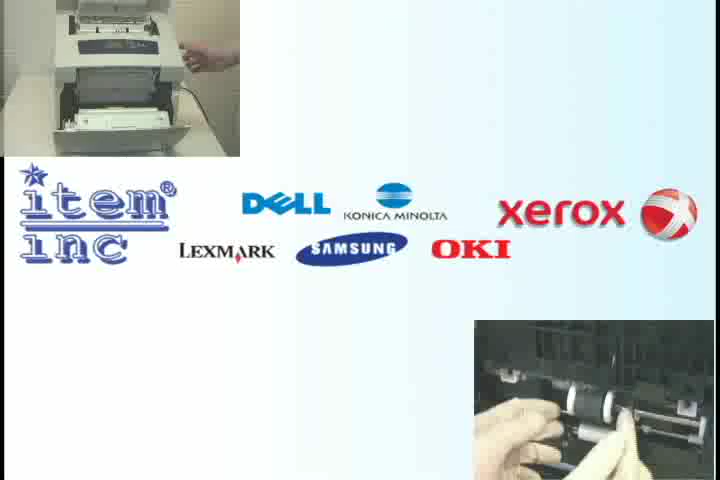 item®
inc
DELL
KONICA MINOLTA
xerox
LEXMARK
SAMSUNG
OKI